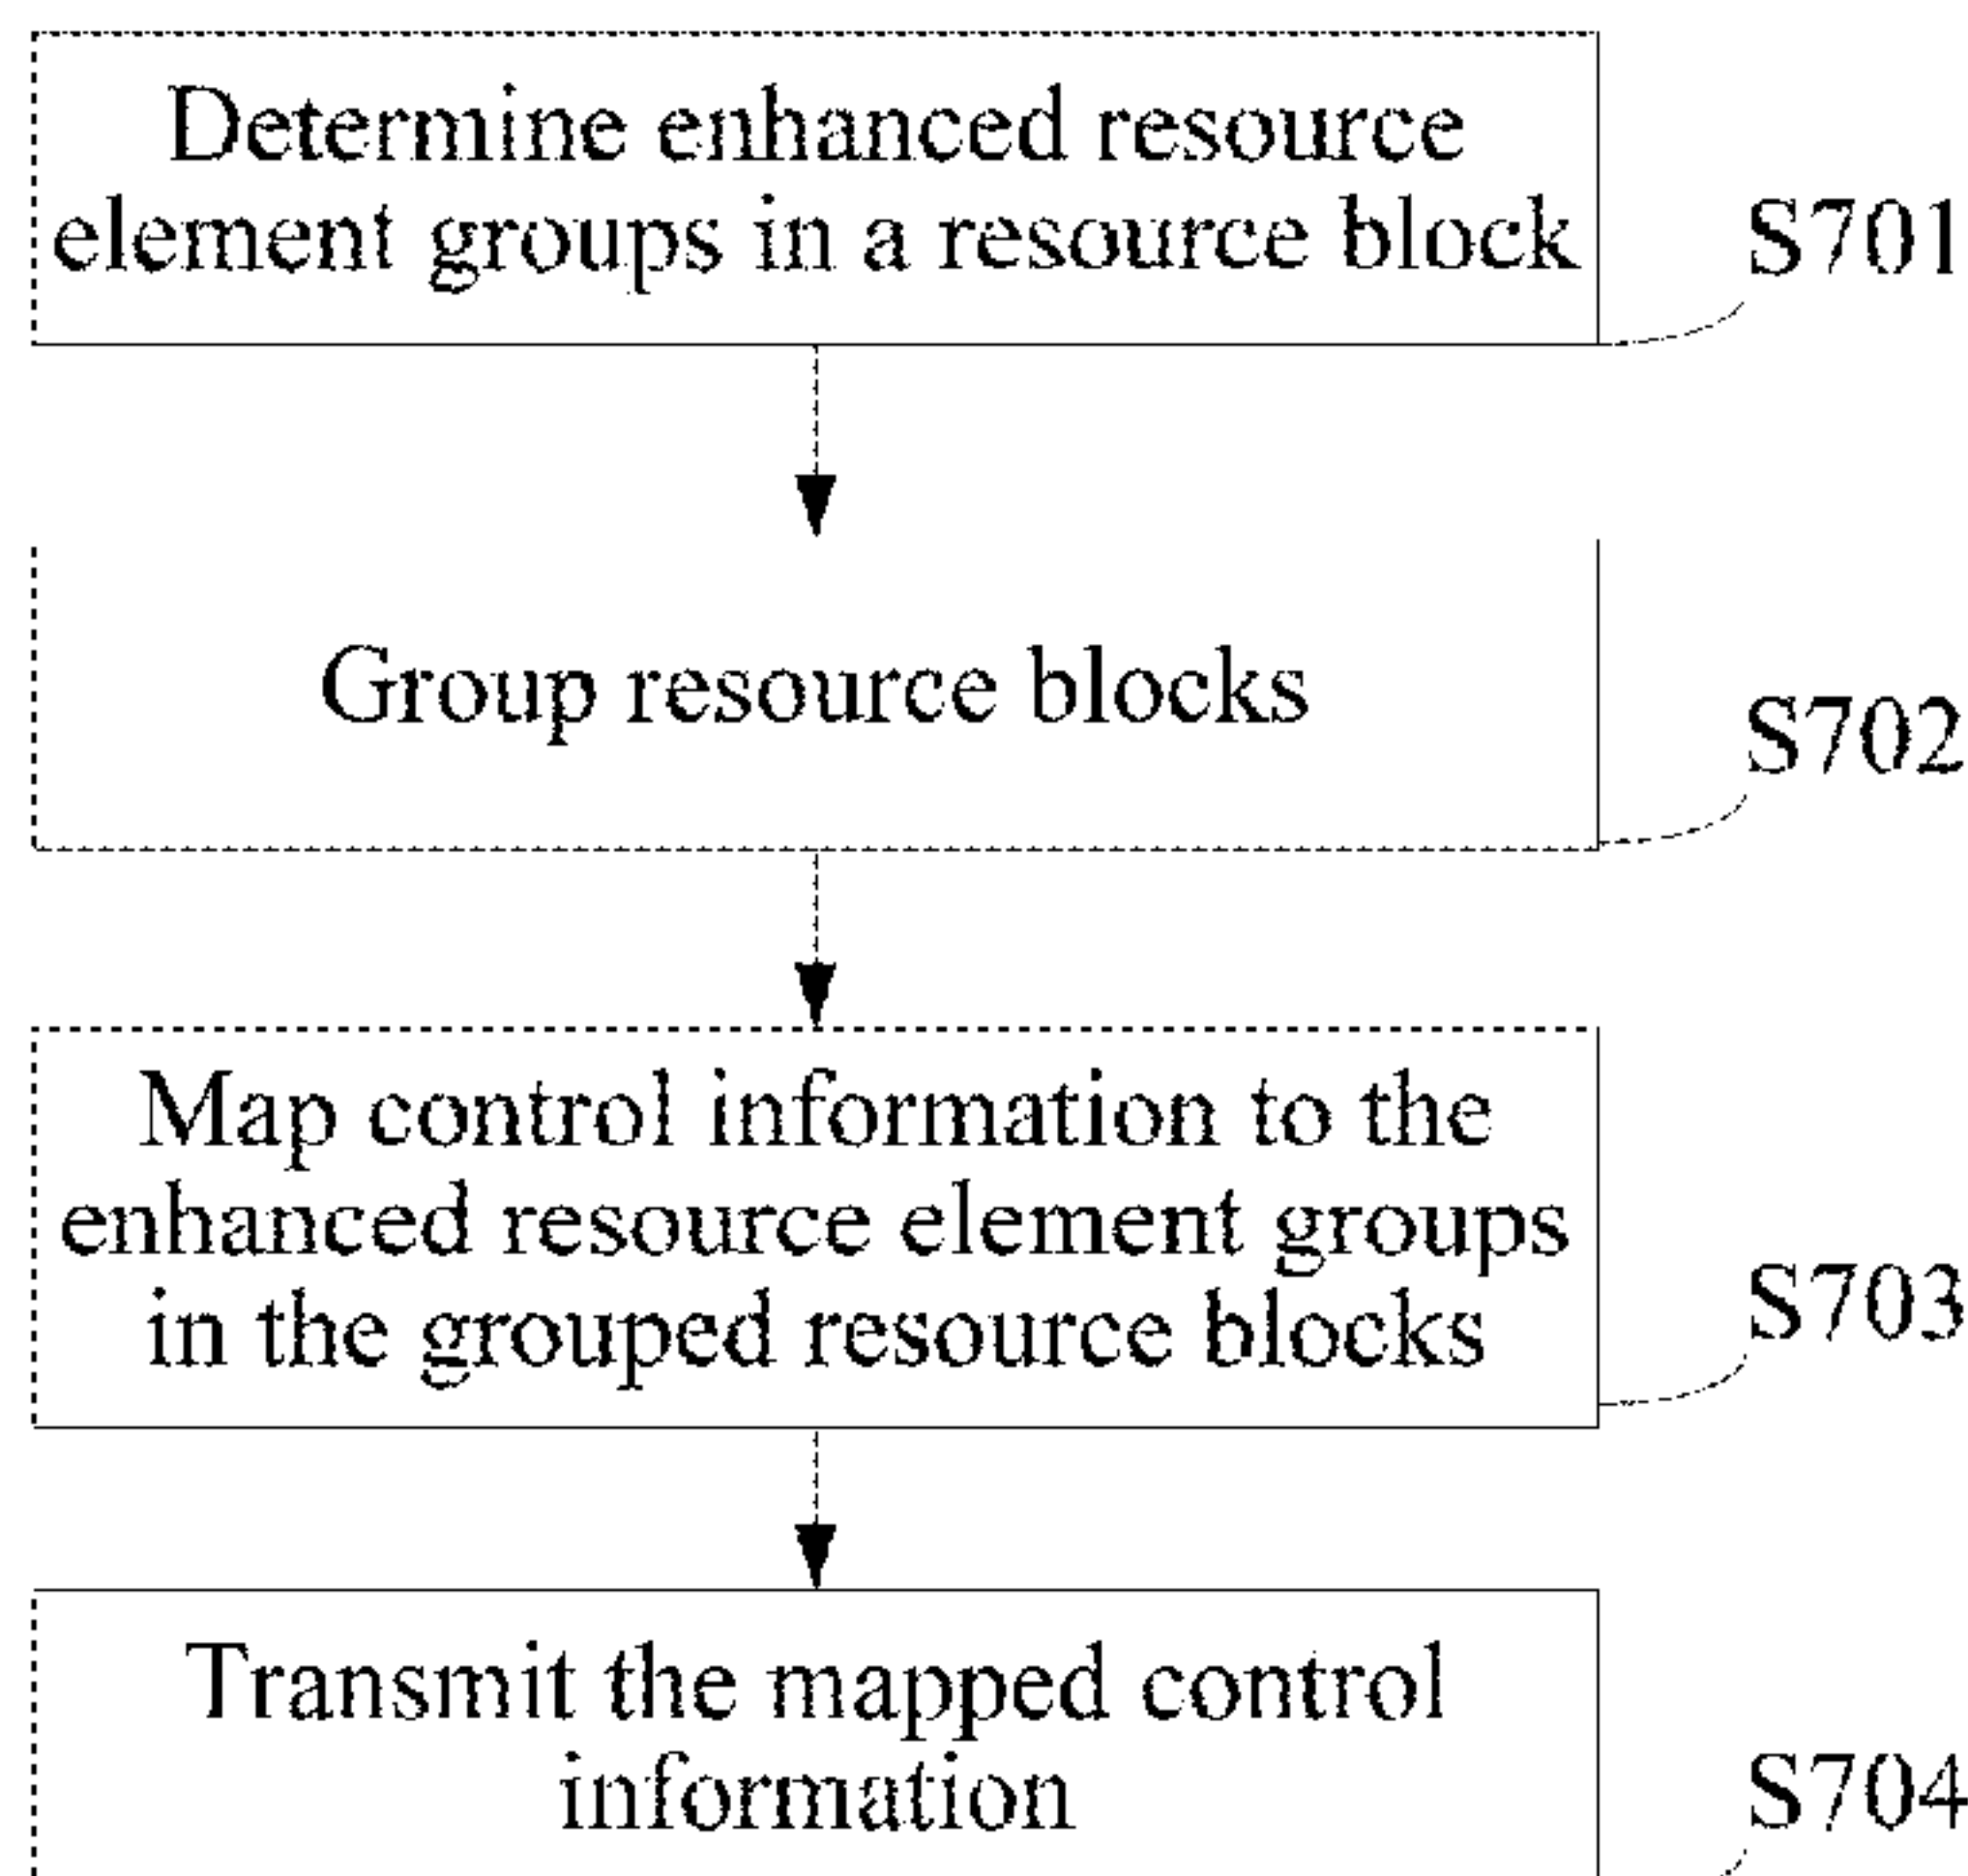 Determine enhanced resource
element groups in a resource block
S701
Group resource blocks
S702
Map control information to the
enhanced resource element groups
in the grouped resource blocks
S703
Transmit the mapped control
information
S704